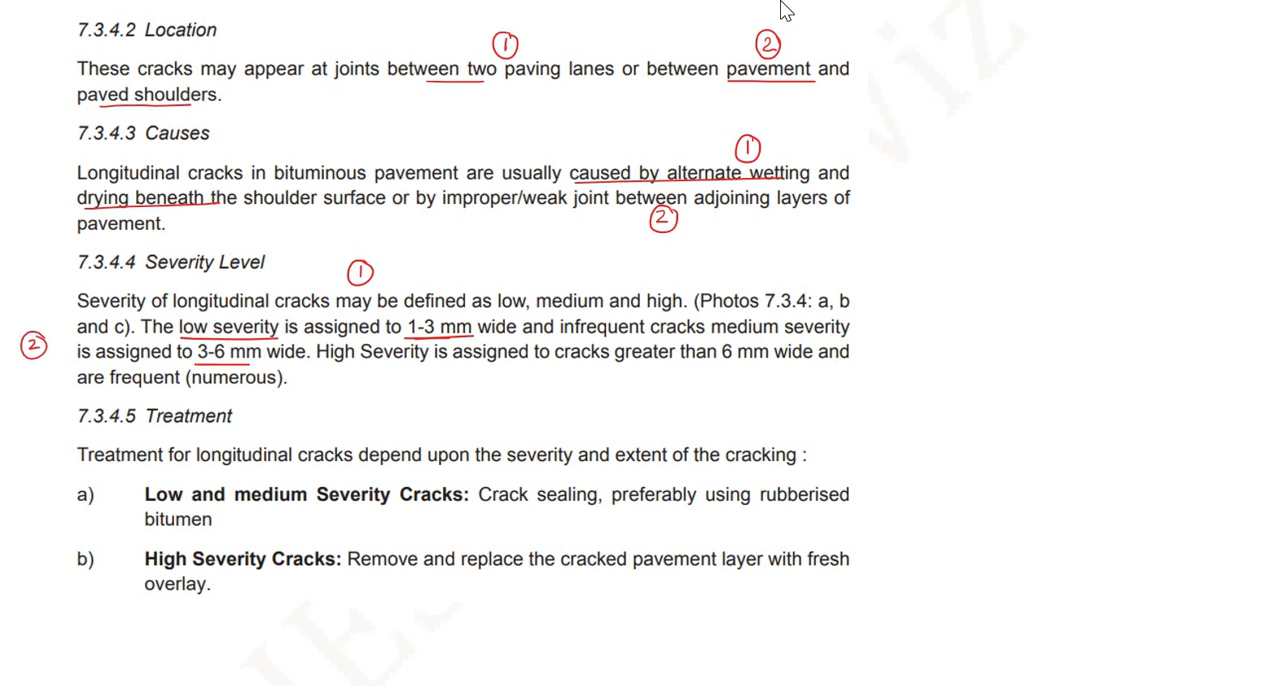 7.3.4.2 Location
1 2
These cracks may appear at joints between two paving lanes or between pavement and
paved shoulders.
7.3.4.3 Causes
1
Longitudinal cracks in bituminous pavement are usually caused by alternate wetting and
drying beneath the shoulder surface or by improper/weak joint between adjoining layers of
2
pavement.
7.3.4.4 Severity Level
1
Severity of longitudinal cracks may be defined as low, medium and high. (Photos 7.3.4: a, b
and c). The low severity is assigned to 1-3 mm wide and infrequent cracks medium severity
2
is assigned to 3-6 mm wide. High Severity is assigned to cracks greater than 6 mm wide and
are frequent (numerous).
7.3.4.5 Treatment
Treatment for longitudinal cracks depend upon the severity and extent of the cracking :
a) Low and medium Severity Cracks: Crack sealing, preferably using rubberised
bitumen
b) High Severity Cracks: Remove and replace the cracked pavement layer with fresh
overlay.